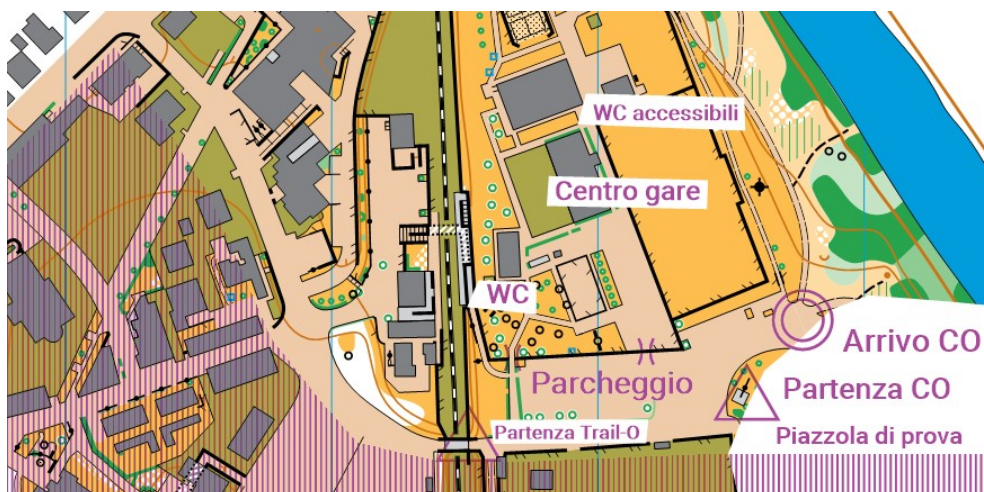 WC accessibili
Centro gare
WC
Arrivo CO
Parcheggio
Partenza CO
Partenza Trail-O
Piazzola di prova